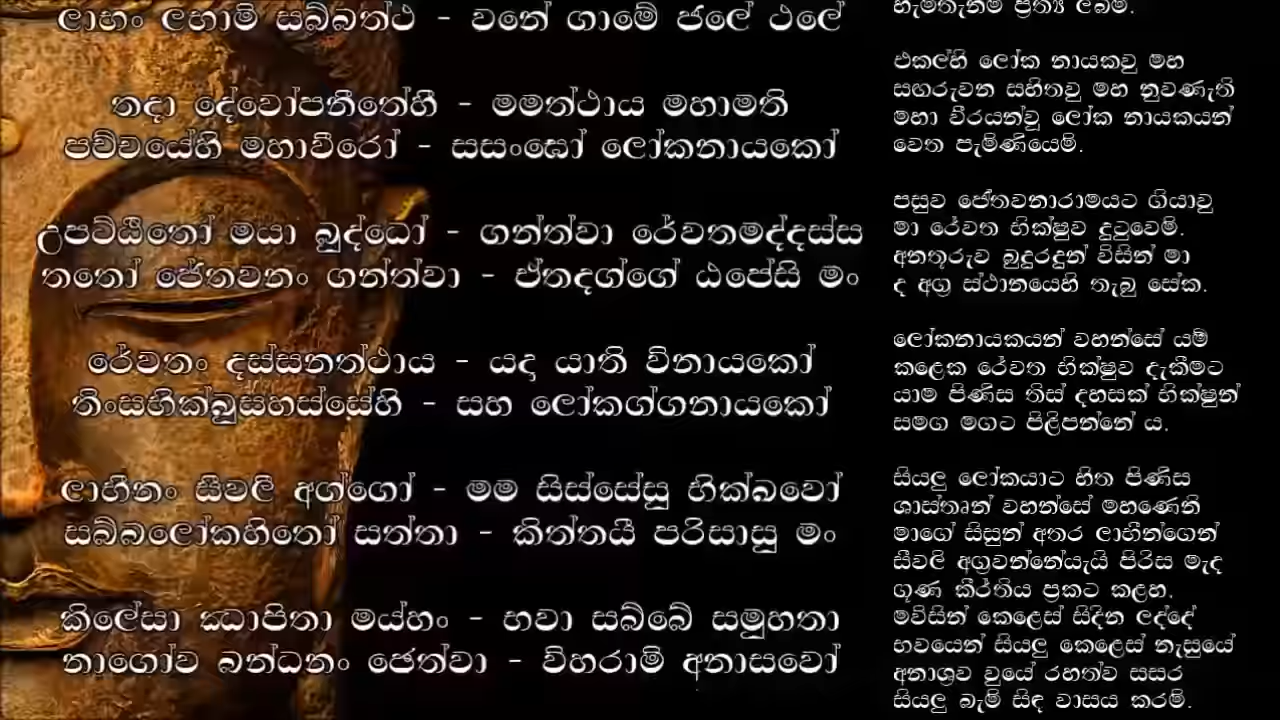 ලාභං ලභාමි සබ්බත්ථ - වනේ ගාමේ ජලේ ථලේ
තදා දේවෝපනීතේහී - මමත්ථාය මහාමති
පච්චයේහි මහාවීරෝ - සසංඝෝ ලෝකනායකෝ
උපට්ඨිතෝ මයා බුද්ධෝ - ගන්ත්වා රේවතමද්දස්ස
තතෝ ජේතවනං ගන්ත්වා - ඒතදග්ගේ ඨපේසි මං
රේවතං දස්සනත්ථාය - යදා යාති විනායකෝ
තිංසභික්ඛූසහස්සේහි - සහ ලෝකග්ගනායකෝ
ලාභීනං සීවලී අග්ගෝ - මම සිස්සේසු භික්ඛවෝ
සබ්බලෝකහිතෝ සත්තා - කිත්තයී පරිසාසු මං
කිලේසා ඣාපිතා මය්හං - භවා සබ්බේ සමුහතා
නාගෝව බන්ධනං ඡෙත්වා - විහරාමි අනාසවෝ
හැමතැනම ප්‍රත්‍ය ලබමි.
එකල්හි ලෝක නායකවු මහ
සඟරුවන සහිතවු මහ නුවණැති
මහා වීරයන්වූ ලෝක නායකයන්
වෙත පැමිණියෙමි.
පසුව ජේතවනාරාමයට ගියාවු
මා රේවත භික්ෂුව දුටුවෙමි.
අනතුරුව බුදුරදුන් විසින් මා
ද අග්‍ර ස්ථානයෙහි තැබු සේක.
ලෝකනායකයන් වහන්සේ යම්
කලෙක රේවත භික්ෂුව දැකීමට
යාම පිණිස තිස් දහසක් භික්ෂුන්
සමග මගට පිළිපන්නේ ය.
සියලු ලෝකයාට හිත පිණිස
ශාස්තෘන් වහන්සේ මහණෙනි
මාගේ සිසුන් අතර ලාභීන්ගෙන්
සීවලි අග්‍රවන්නේයැයි පිරිස මැද
ගුණ කීර්තිය ප්‍රකට කළහ.
මවිසින් කෙළෙස් සිදින ලද්දේ
භවයෙන් සියලු කෙළෙස් නැසුයේ
අනාශ්‍රව වුයේ රහත්ව සසර
සියලු බැමි සිඳ වාසය කරමි.